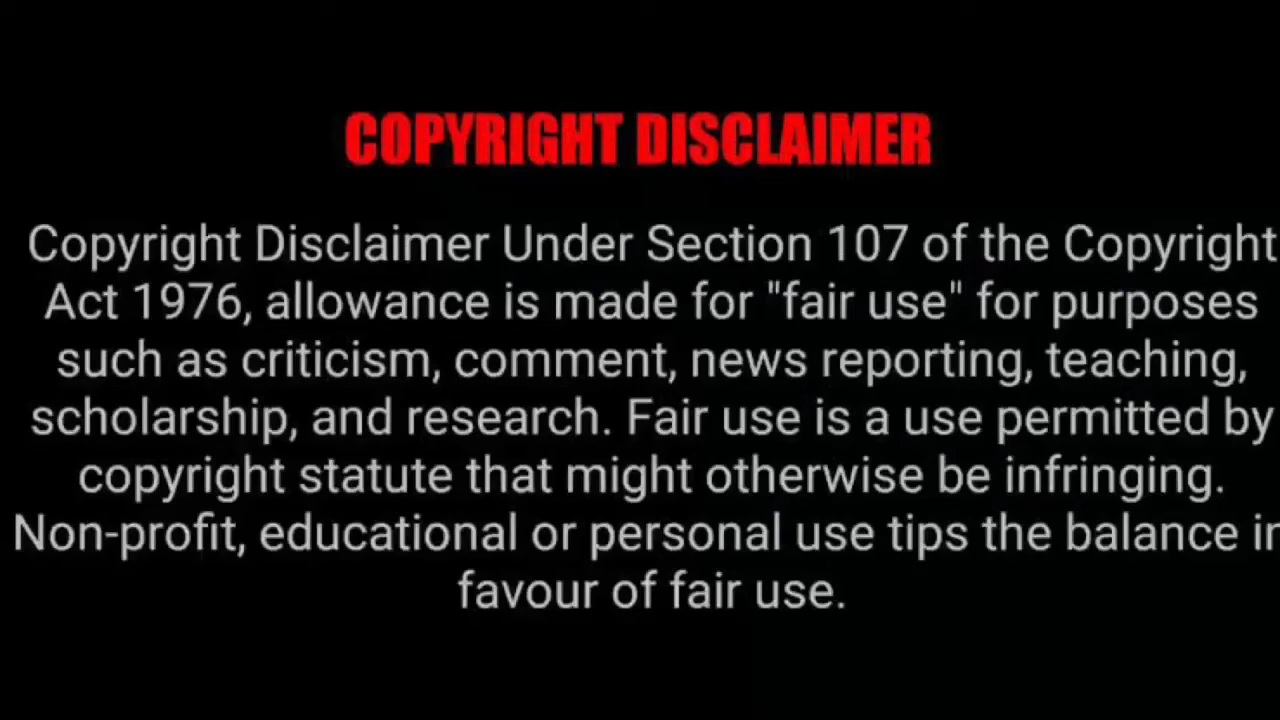 COPYRIGHT DISCLAIMER
Copyright Disclaimer Under Section 107 of the Copyright
Act 1976, allowance is made for "fair use" for purposes
such as criticism, comment, news reporting, teaching,
scholarship, and research. Fair use is a use permitted by
copyright statute that might otherwise be infringing.
Non-profit, educational or personal use tips the balance in
favour of fair use.